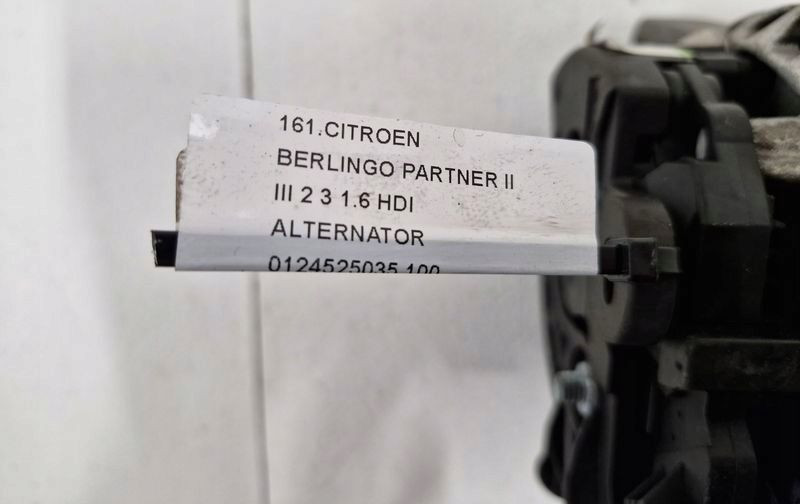 161.CITROEN
BERLINGO PARTNER II
III 2 3 1.6 HDI
ALTERNATOR
0124525035 100